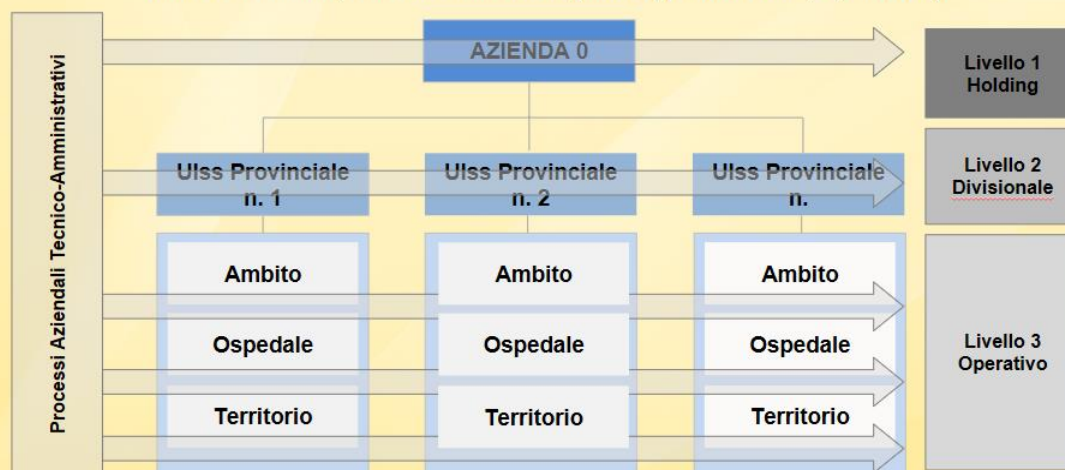 Processi Aziendali Tecnico-Amministrativi
AZIENDA 0
Livello 1
Holding
Ulss Provinciale
n. 1
Ulss Provinciale
n. 2
Ulss Provinciale
n.
Livello 2
Divisionale
Ambito
Ambito
Ambito
Ospedale
Ospedale
Ospedale
Livello 3
Operativo
Territorio
Territorio
Territorio